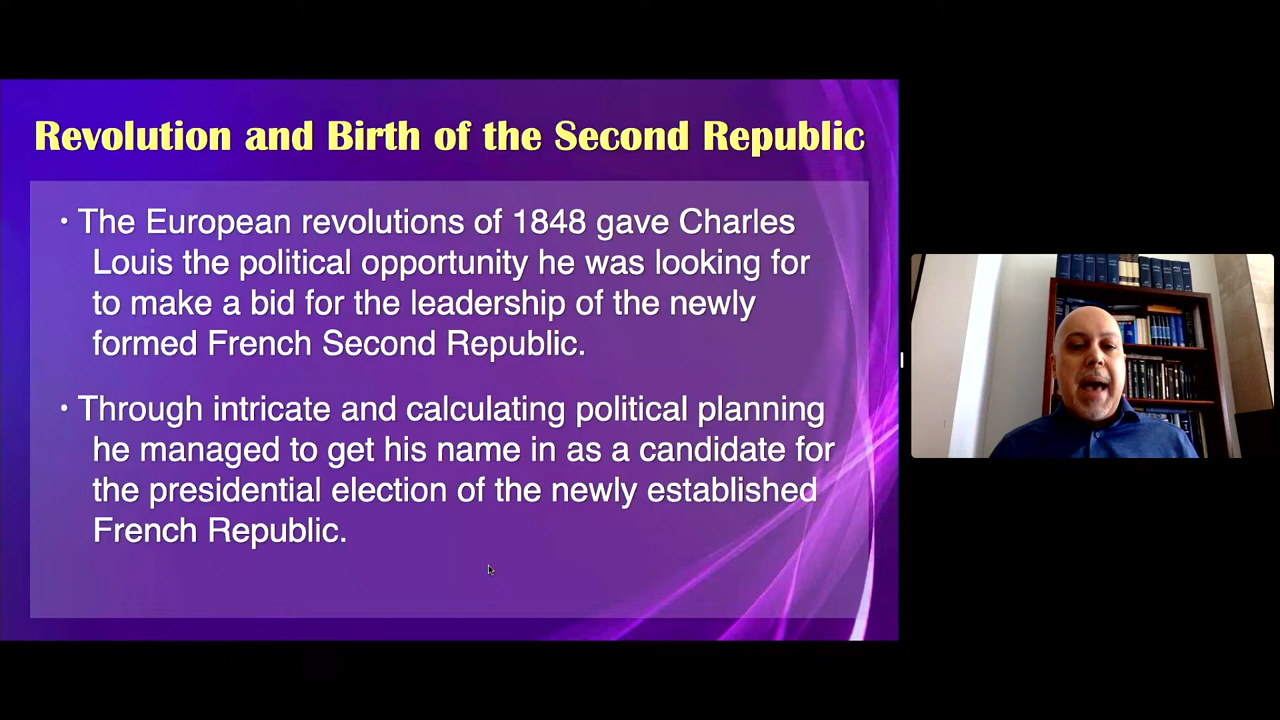 Revolution and Birth of the Second Republic
• The European revolutions of 1848 gave Charles
Louis the political opportunity he was looking for
to make a bid for the leadership of the newly
formed French Second Republic.
• Through intricate and calculating political planning
he managed to get his name in as a candidate for
the presidential election of the newly established
French Republic.